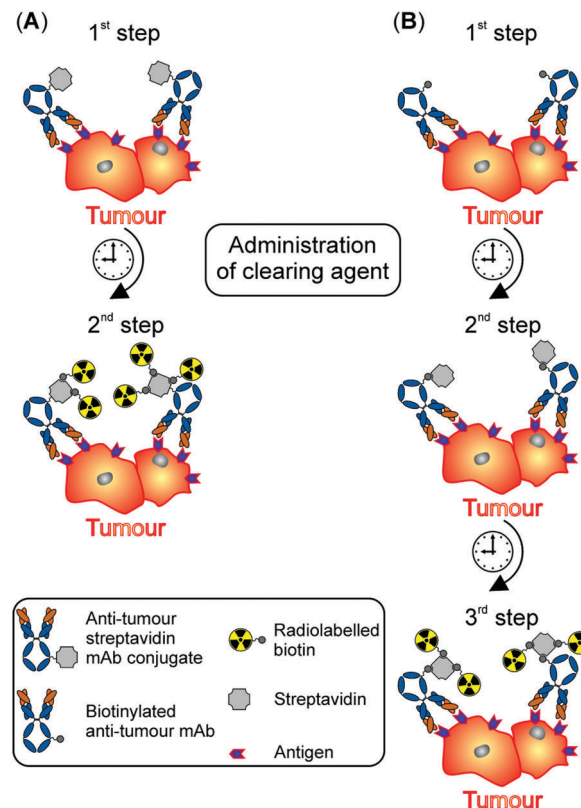 (A)
1st step
Tumour
2nd step
Tumour
Administration
of clearing agent
(B)
1st step
Tumour
2nd step
Tumour
3rd step
Tumour
Anti-tumour
streptavidin
mAb conjugate
Biotinylated
anti-tumour mAb
Radiolabelled
biotin
Streptavidin
Antigen